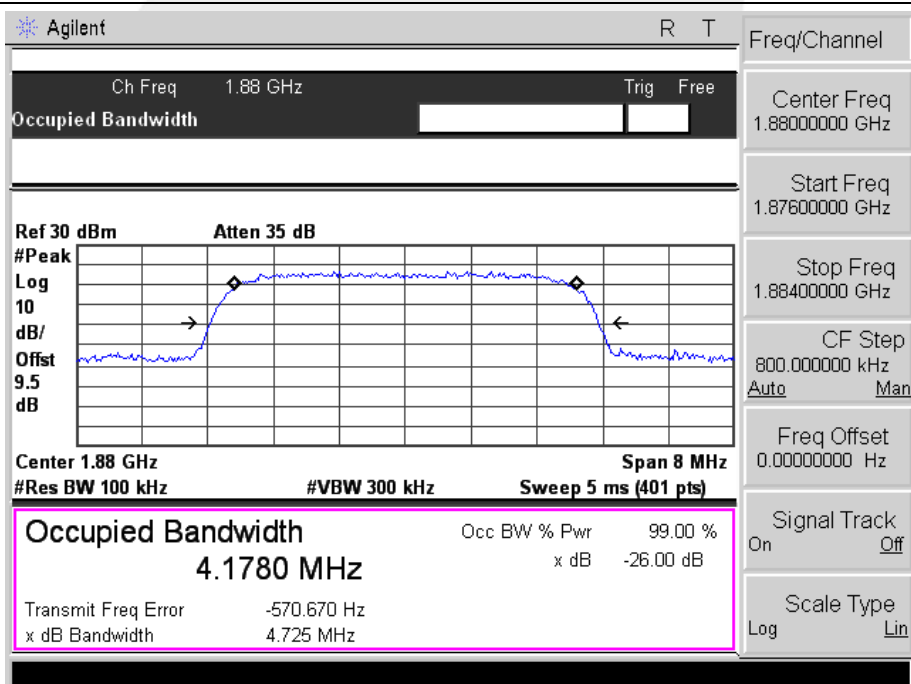 Agilent R T
Ch Freq 1.88 GHz Trig Free
Occupied Bandwidth
Ref 30 dBm Atten 35 dB
#Peak
Log
10
dB/
Offst
9.5
dB
Center 1.88 GHz Span 8 MHz
#Res BW 100 kHz #VBW 300 kHz Sweep 5 ms (401 pts)
Occupied Bandwidth Occ BW % Pwr 99.00 %
4.1780 MHz x dB -26.00 dB
Transmit Freq Error -570.670 Hz
x dB Bandwidth 4.725 MHz
Freq/Channel
Center Freq
1.88000000 GHz
Start Freq
1.87600000 GHz
Stop Freq
1.88400000 GHz
CF Step
800.000000 kHz
Auto Man
Freq Offset
0.00000000 Hz
Signal Track
On Off
Scale Type
Log Lin